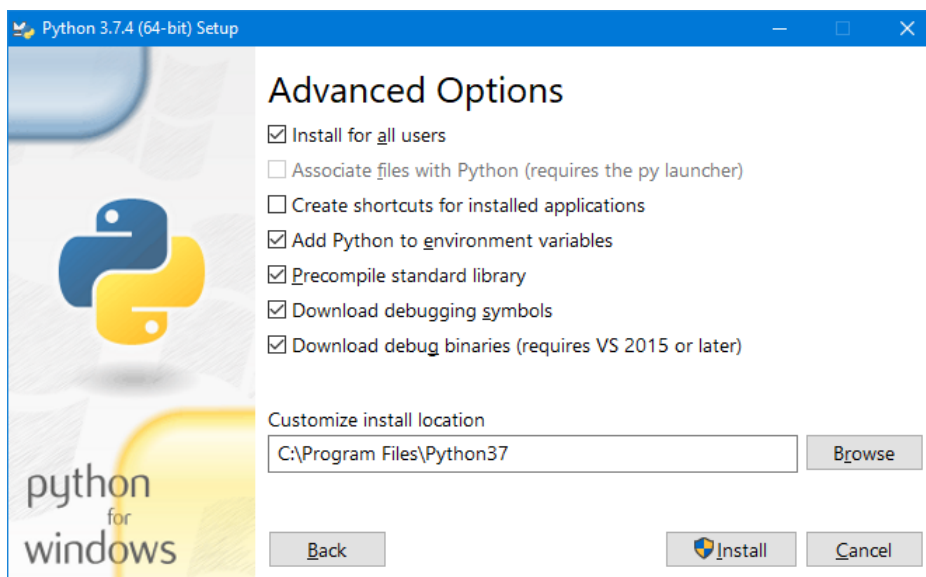 Python 3.7.4 (64-bit) Setup
Advanced Options
Install for all users
Associate files with Python (requires the py launcher)
Create shortcuts for installed applications
Add Python to environment variables
Precompile standard library
Download debugging symbols
Download debug binaries (requires VS 2015 or later)
Customize install location
C:\Program Files\Python37
Browse
python
for
windows
Back
Install
Cancel